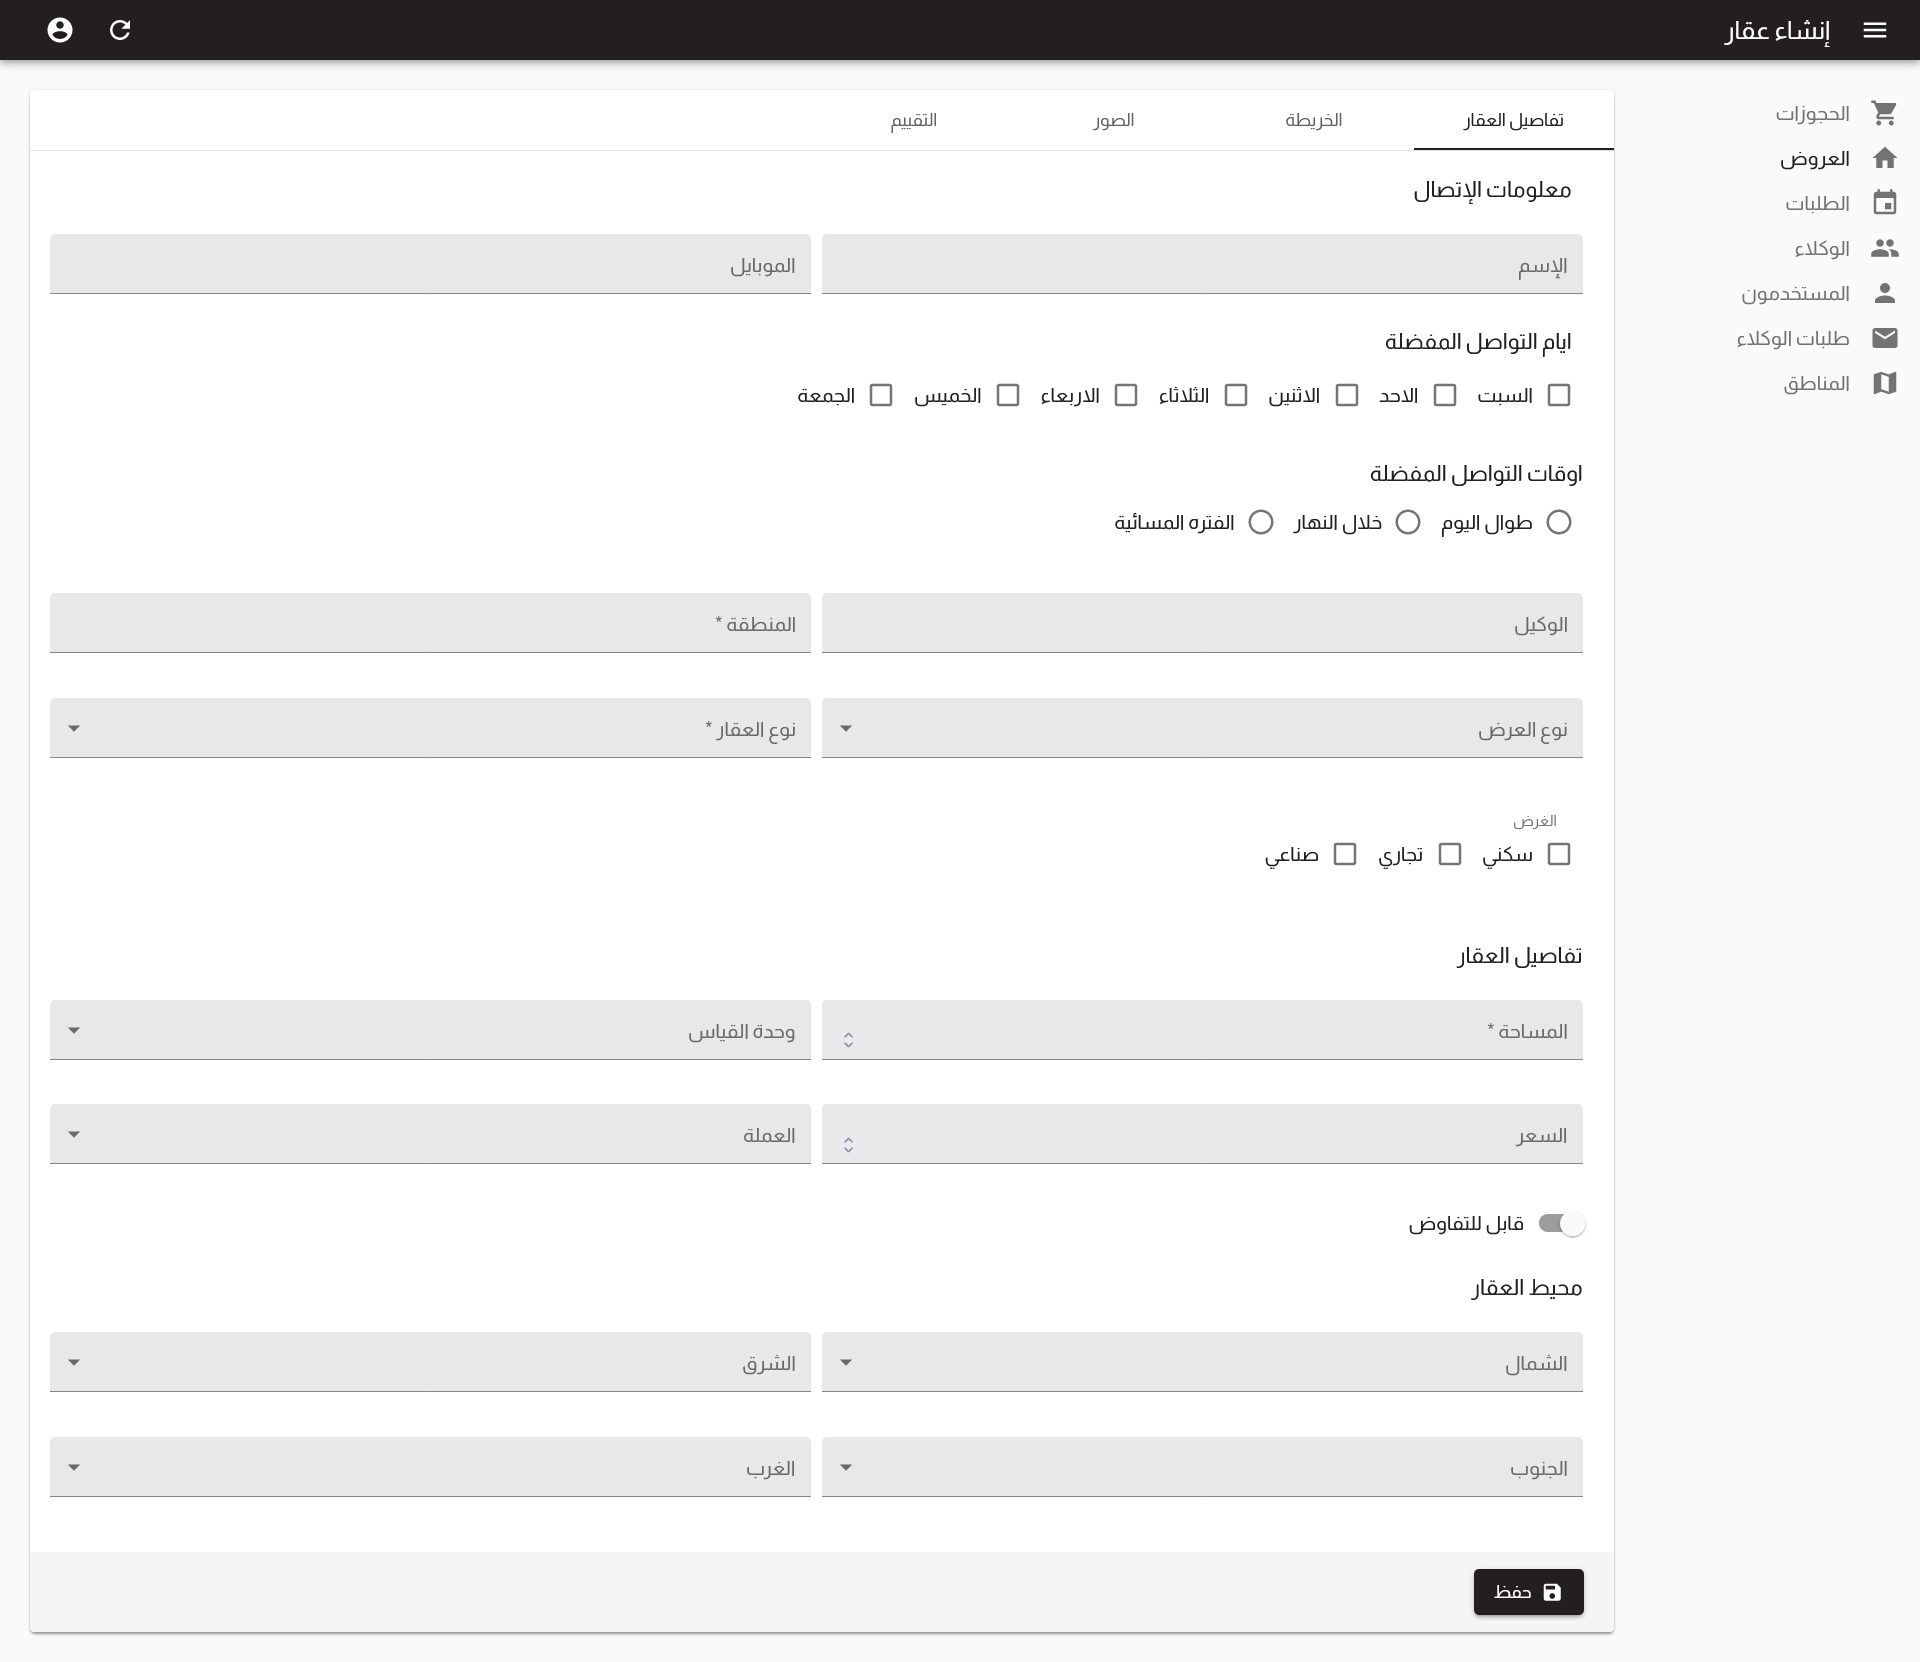 إنشاء عقار
الحجوزات
العروض
الطلبات
الوكلاء
المستخدمون
طلبات الوكلاء
المناطق
تفاصيل العقار الخريطة الصور التقييم
معلومات الإتصال
الإسم الموبايل
ايام التواصل المفضلة
السبت الاحد الاثنين الثلاثاء الاربعاء الخميس الجمعة
اوقات التواصل المفضلة
طوال اليوم خلال النهار الفتره المسائية
الوكيل المنطقة *
نوع العرض نوع العقار *
الغرض
سكني تجاري صناعي
تفاصيل العقار
المساحة * وحدة القياس
السعر العملة
قابل للتفاوض
محيط العقار
الشمال الشرق
الجنوب الغرب
حفظ